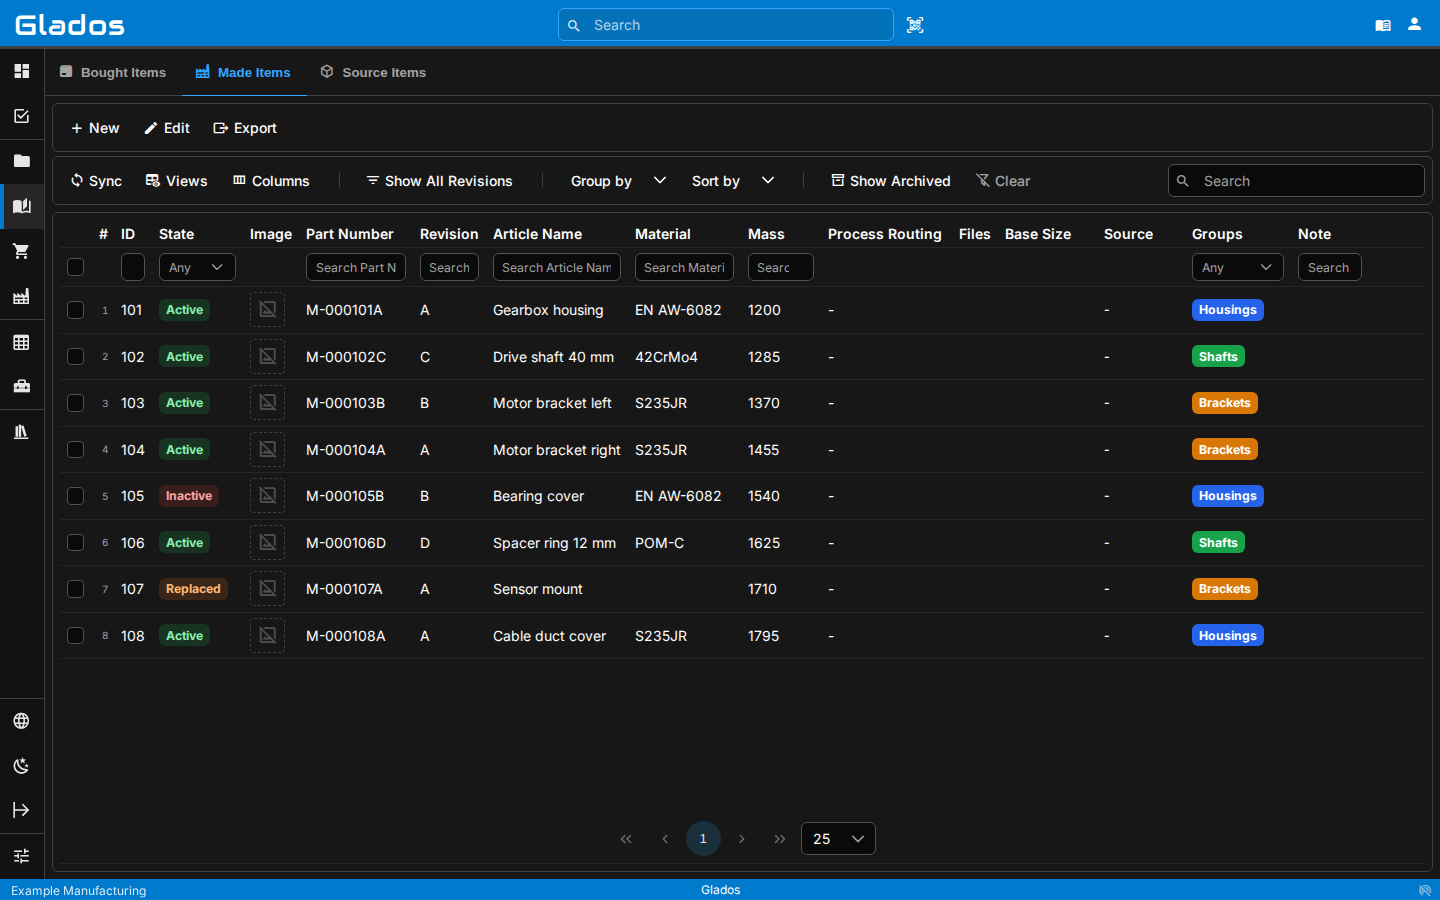 Glados
Search
Bought Items Made Items Source Items
New Edit Export
Sync Views Columns Show All Revisions Group by Sort by Show Archived Clear Search
# ID State Image Part Number Revision Article Name Material Mass Process Routing Files Base Size Source Groups Note
Any Search Part N Search Search Article Nam Search Materi Searc Any Search
1 101 Active M-000101A A Gearbox housing EN AW-6082 1200 - - Housings
2 102 Active M-000102C C Drive shaft 40 mm 42CrMo4 1285 - - Shafts
3 103 Active M-000103B B Motor bracket left S235JR 1370 - - Brackets
4 104 Active M-000104A A Motor bracket right S235JR 1455 - - Brackets
5 105 Inactive M-000105B B Bearing cover EN AW-6082 1540 - - Housings
6 106 Active M-000106D D Spacer ring 12 mm POM-C 1625 - - Shafts
7 107 Replaced M-000107A A Sensor mount 1710 - - Brackets
8 108 Active M-000108A A Cable duct cover S235JR 1795 - - Housings
1 25
Example Manufacturing Glados